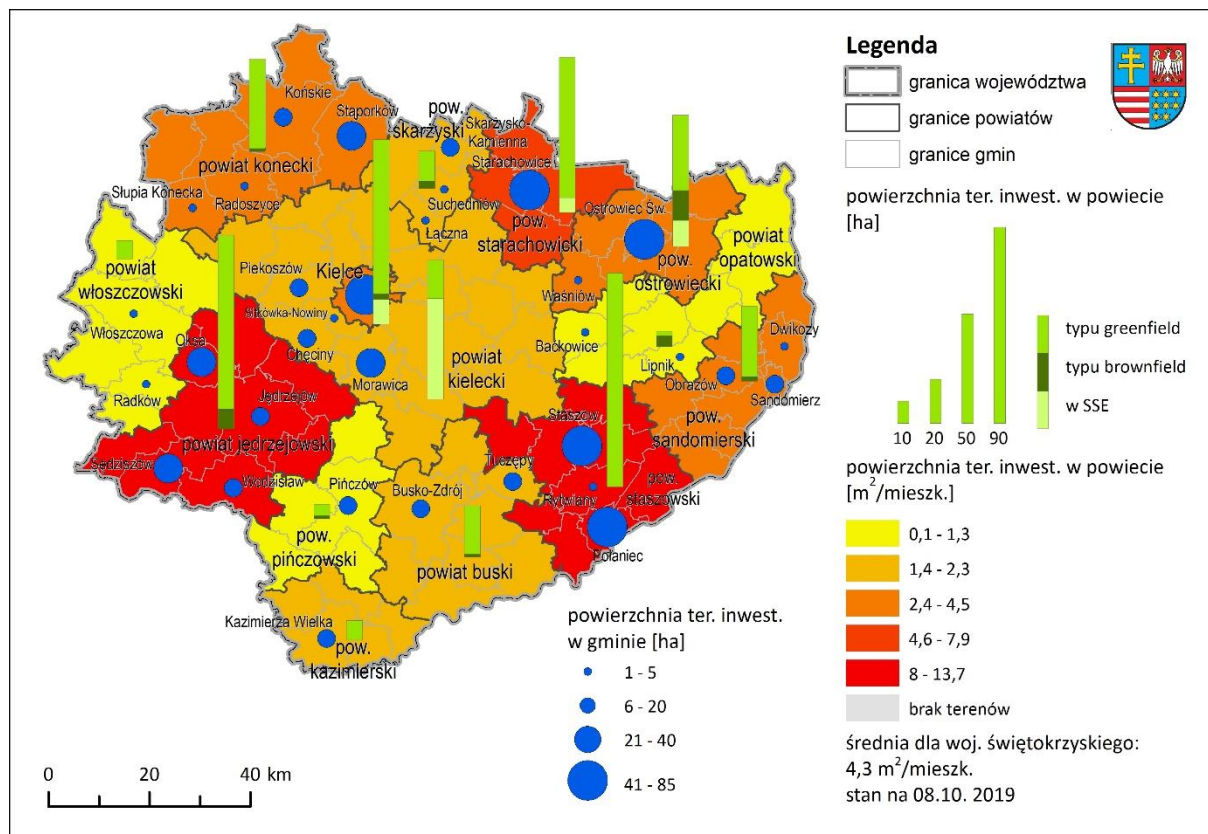 Końskie
Stąporków
pow.
skarżyski
Skarżysko-
Kamienna
Starachowice
powiat konecki
Słupia Konecka
Radoszyce
Suchedniów
Łączna
pow.
starachowicki
Ostrowiec Św.
pow.
ostrowiecki
powiat
opatowski
powiat
włoszczowski
Piekoszów
Kielce
Waśniów
Sitkówka-Nowiny
Włoszczowa
Oksa
Chęciny
Morawica
powiat
kielecki
Baćkowice
Lipnik
Dwikozy
Obrazów
Sandomierz
Radków
Jędrzejów
powiat jędrzejowski
pow.
sandomierski
Staszów
Sędziszów
Wodzisław
Pińczów
Busko-Zdrój
Tuczępy
Rytwiany
pow.
staszowski
pow.
pińczowski
powiat buski
Połaniec
Kazimierza Wielka
pow.
kazimierski
0 20 40 km
powierzchnia ter. inwest.
w gminie [ha]
1 - 5
6 - 20
21 - 40
41 - 85
Legenda
granica województwa
granice powiatów
granice gmin
powierzchnia ter. inwest. w powiecie
[ha]
typu greenfield
typu brownfield
w SSE
10 20 50 90
powierzchnia ter. inwest. w powiecie
[m²/mieszk.]
0,1 - 1,3
1,4 - 2,3
2,4 - 4,5
4,6 - 7,9
8 - 13,7
brak terenów
średnia dla woj. świętokrzyskiego:
4,3 m²/mieszk.
stan na 08.10. 2019